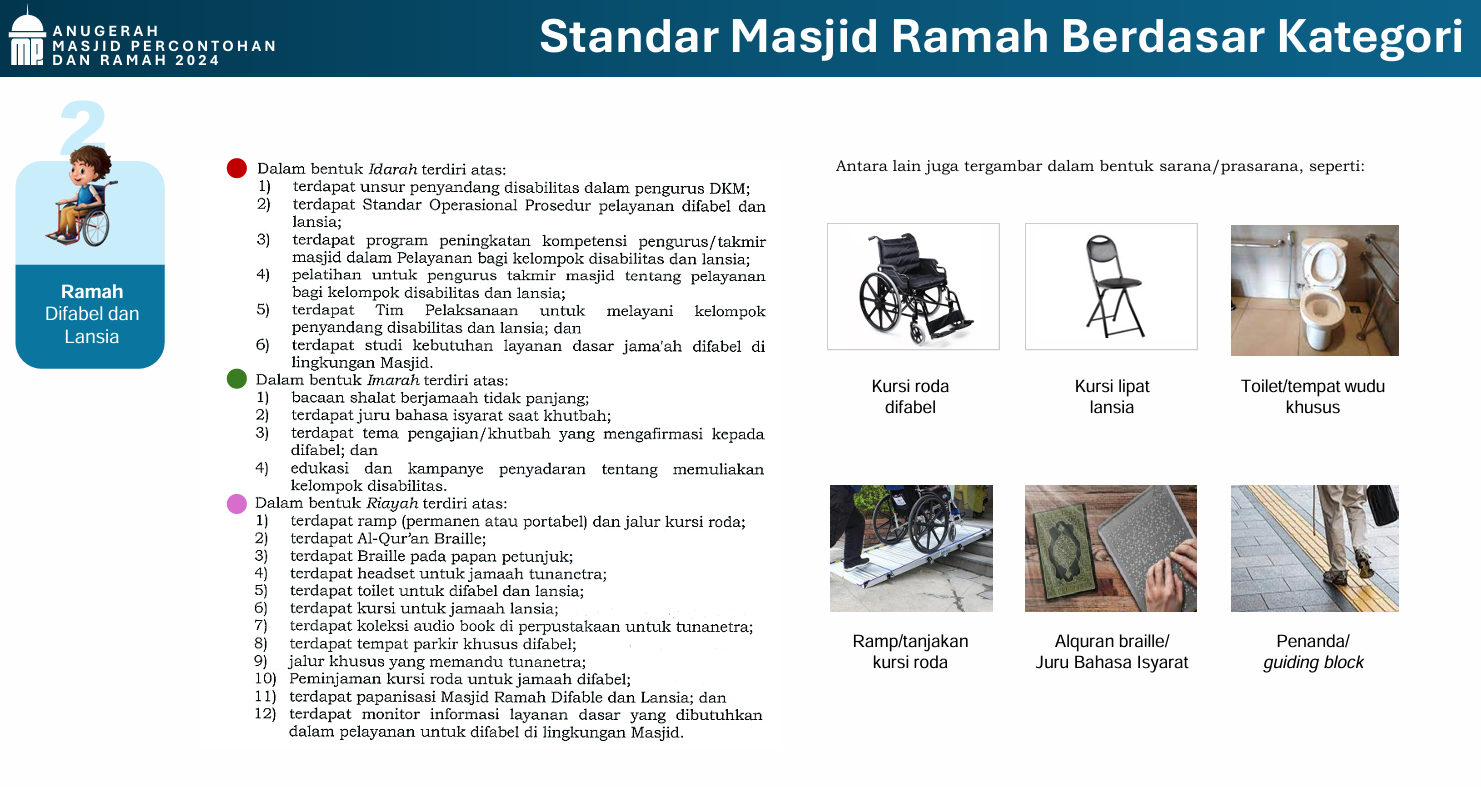 ANUGERAH
MASJID PERCONTOHAN
DAN RAMAH 2024
Standar Masjid Ramah Berdasar Kategori
2
Ramah
Difabel dan
Lansia
Dalam bentuk Idarah terdiri atas:
1) terdapat unsur penyandang disabilitas dalam pengurus DKM;
2) terdapat Standar Operasional Prosedur pelayanan difabel dan
lansia;
3) terdapat program peningkatan kompetensi pengurus/takmir
masjid dalam Pelayanan bagi kelompok disabilitas dan lansia;
4) pelatihan untuk pengurus takmir masjid tentang pelayanan
bagi kelompok disabilitas dan lansia;
5) terdapat Tim Pelaksanaan untuk melayani kelompok
penyandang disabilitas dan lansia; dan
6) terdapat studi kebutuhan layanan dasar jama'ah difabel di
lingkungan Masjid.
Dalam bentuk Imarah terdiri atas:
1) bacaan shalat berjamaah tidak panjang;
2) terdapat juru bahasa isyarat saat khutbah;
3) terdapat tema pengajian/khutbah yang mengafirmasi kepada
difabel; dan
4) edukasi dan kampanye penyadaran tentang memuliakan
kelompok disabilitas.
Dalam bentuk Riayah terdiri atas:
1) terdapat ramp (permanen atau portabel) dan jalur kursi roda;
2) terdapat Al-Qur'an Braille;
3) terdapat Braille pada papan petunjuk;
4) terdapat headset untuk jamaah tunanetra;
5) terdapat toilet untuk difabel dan lansia;
6) terdapat kursi untuk jamaah lansia;
7) terdapat koleksi audio book di perpustakaan untuk tunanetra;
8) terdapat tempat parkir khusus difabel;
9) jalur khusus yang memandu tunanetra;
10) Peminjaman kursi roda untuk jamaah difabel;
11) terdapat papanisasi Masjid Ramah Difable dan Lansia; dan
12) terdapat monitor informasi layanan dasar yang dibutuhkan
dalam pelayanan untuk difabel di lingkungan Masjid.
Antara lain juga tergambar dalam bentuk sarana/prasarana, seperti:
Kursi roda
difabel
Kursi lipat
lansia
Toilet/tempat wudu
khusus
Ramp/tanjakan
kursi roda
Alquran braille/
Juru Bahasa Isyarat
Penanda/
guiding block